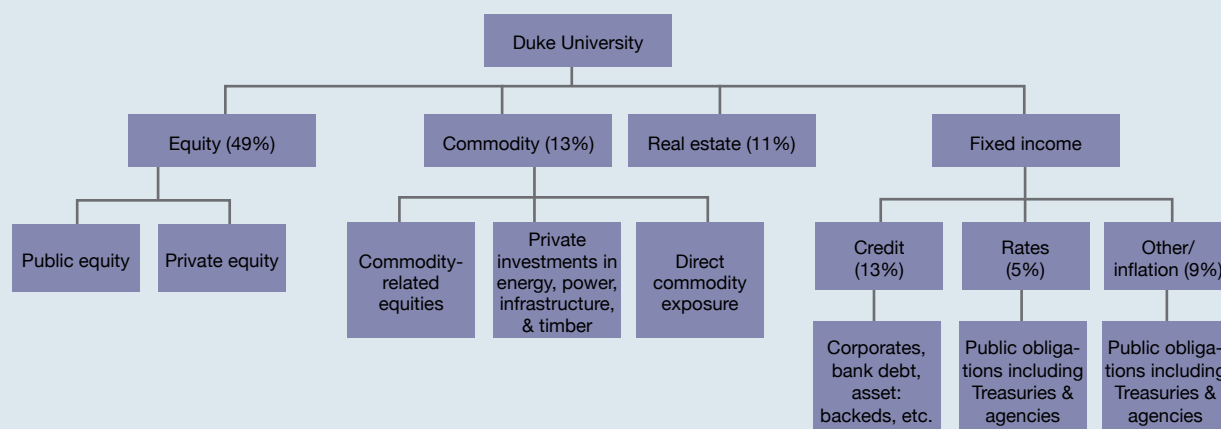 Duke University
Equity (49%)
Commodity (13%)
Real estate (11%)
Fixed income
Public equity
Private equity
Commodity-
related
equities
Private
investments in
energy, power,
infrastructure,
& timber
Direct
commodity
exposure
Credit
(13%)
Rates
(5%)
Other/
inflation (9%)
Corporates,
bank debt,
asset:
backeds, etc.
Public obliga-
tions including
Treasuries &
agencies
Public obliga-
tions including
Treasuries &
agencies